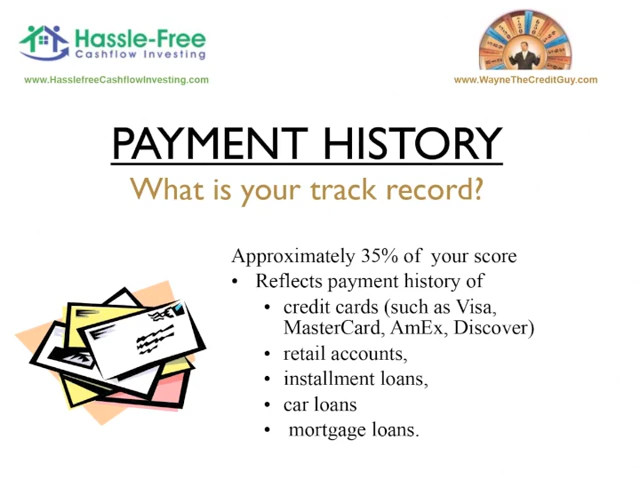 Hassle-Free
Cashflow Investing
www.HasslefreeCashflowInvesting.com
www.WayneTheCreditGuy.com
PAYMENT HISTORY
What is your track record?
Approximately 35% of your score
• Reflects payment history of
• credit cards (such as Visa,
MasterCard, AmEx, Discover)
• retail accounts,
• installment loans,
• car loans
• mortgage loans.